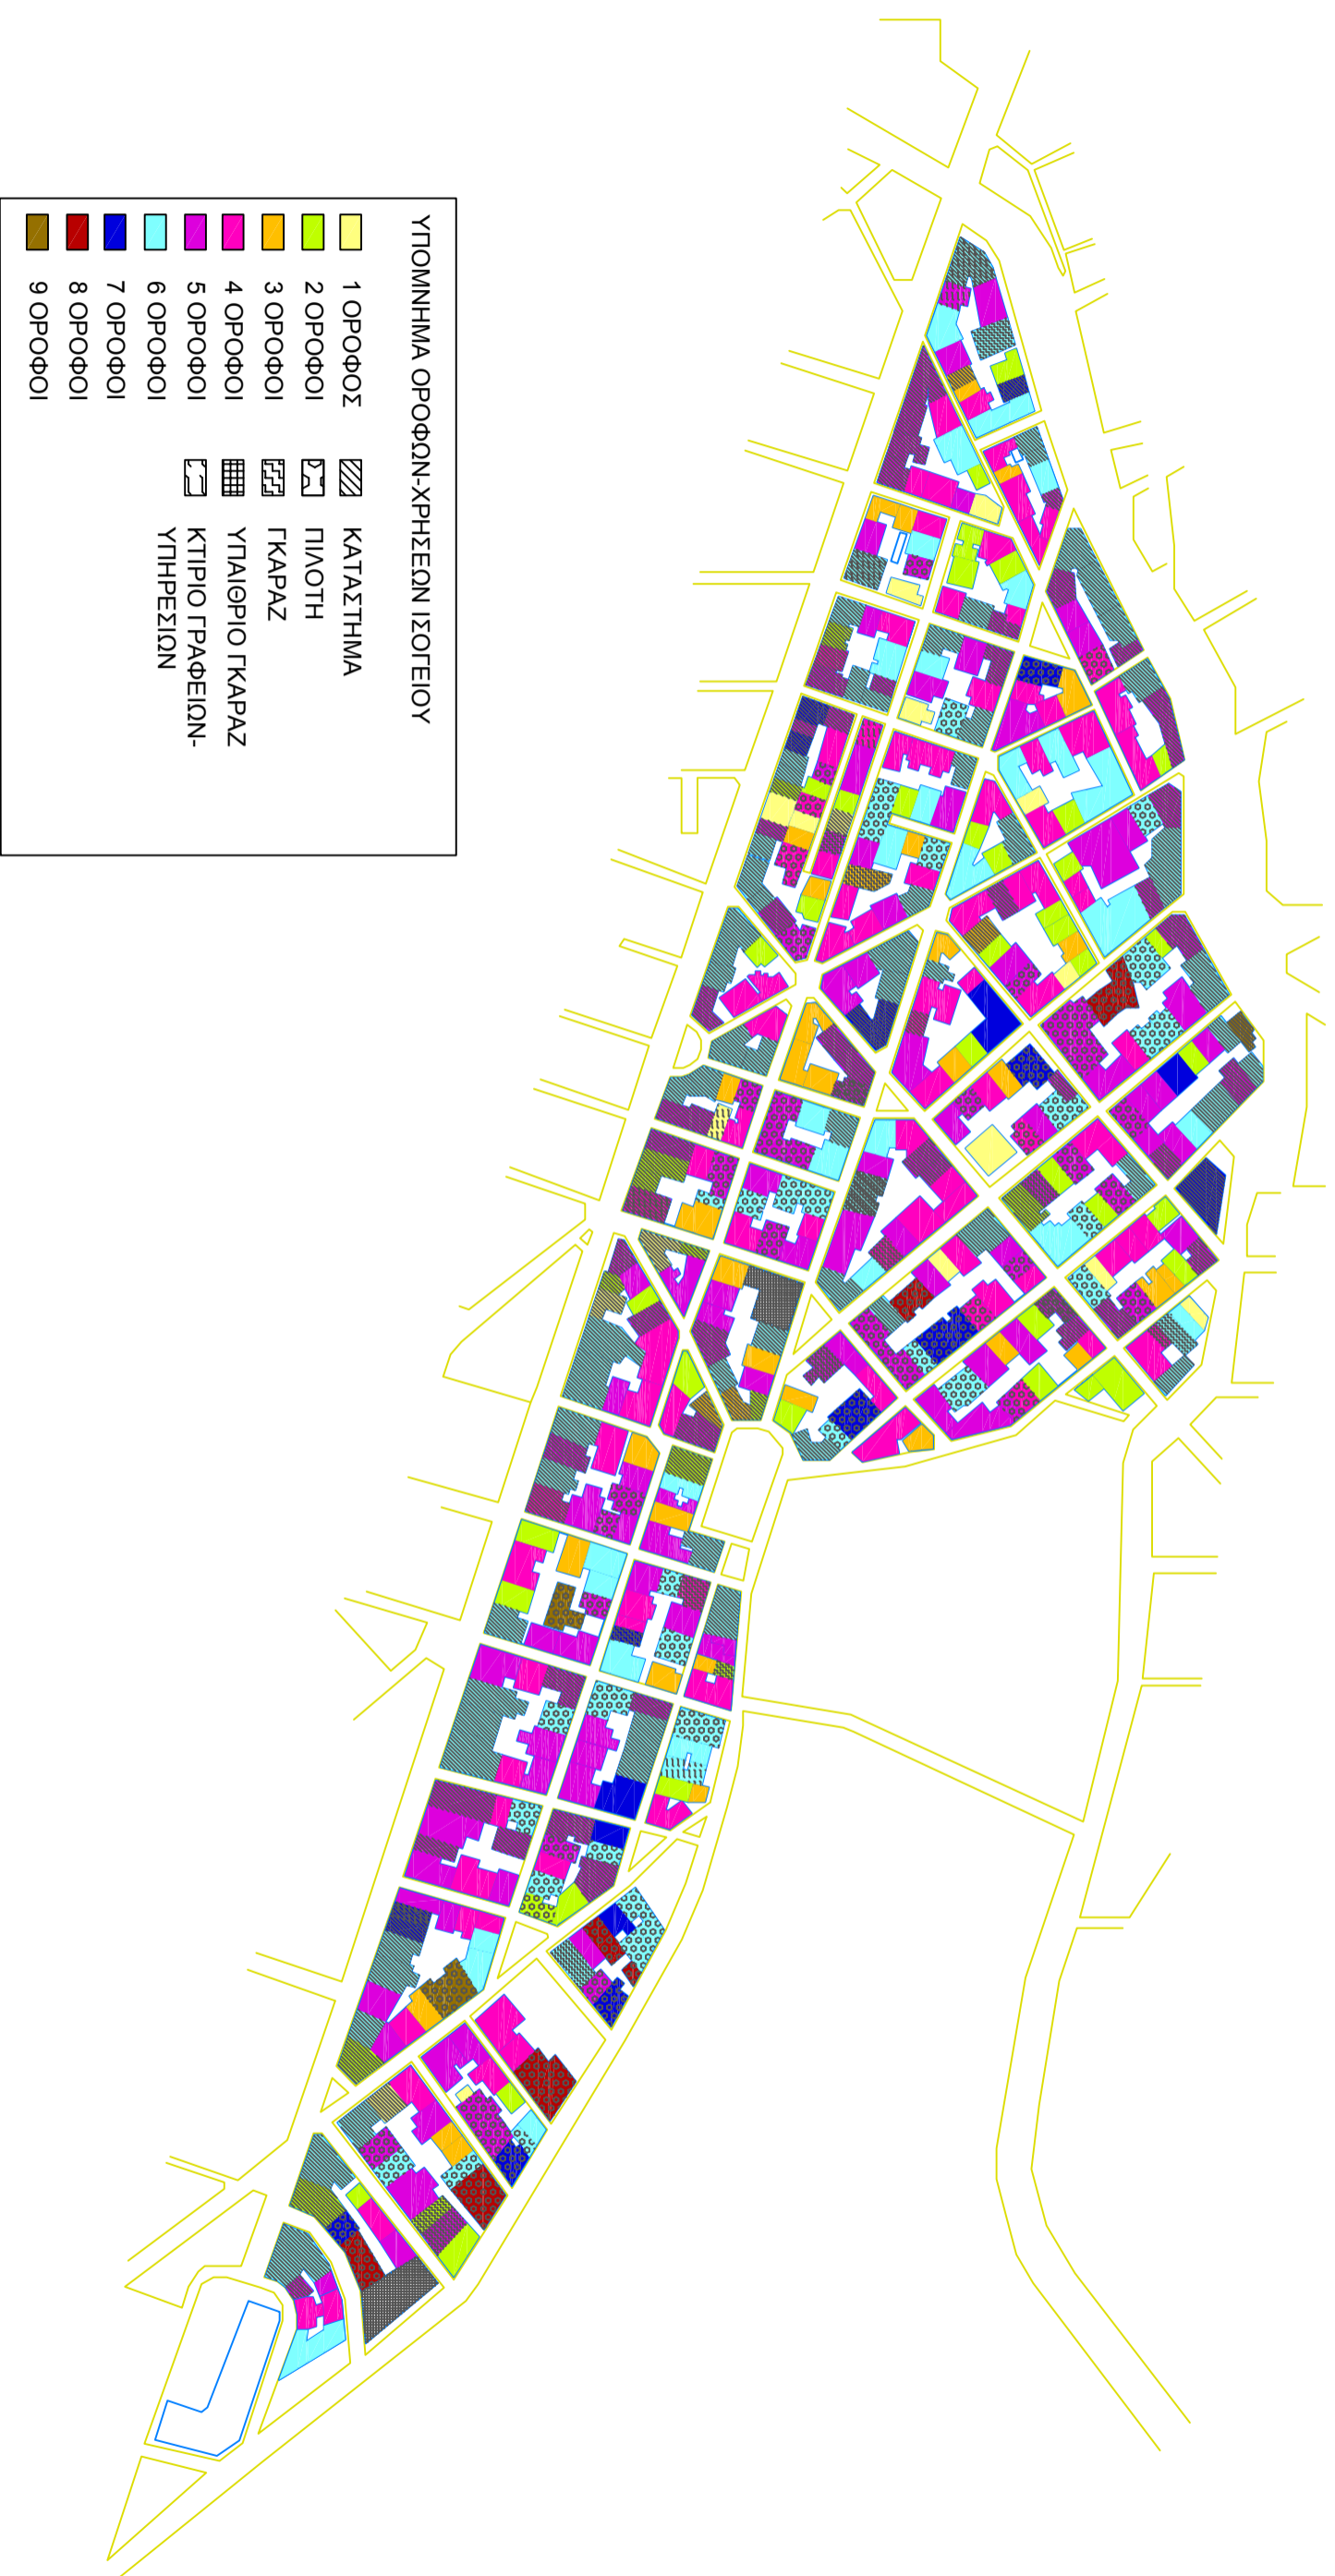 ΥΠΟΜΝΗΜΑ ΟΡΟΦΩΝ-ΧΡΗΣΕΩΝ ΙΣΟΓΕΙΟΥ
1 ΟΡΟΦΟΣ
2 ΟΡΟΦΟΙ
3 ΟΡΟΦΟΙ
4 ΟΡΟΦΟΙ
5 ΟΡΟΦΟΙ
6 ΟΡΟΦΟΙ
7 ΟΡΟΦΟΙ
8 ΟΡΟΦΟΙ
9 ΟΡΟΦΟΙ
ΚΑΤΑΣΤΗΜΑ
ΠΙΛΟΤΗ
ΓΚΑΡΑΖ
ΥΠΑΙΘΡΙΟ ΓΚΑΡΑΖ
ΚΤΙΡΙΟ ΓΡΑΦΕΙΩΝ-
ΥΠΗΡΕΣΙΩΝ